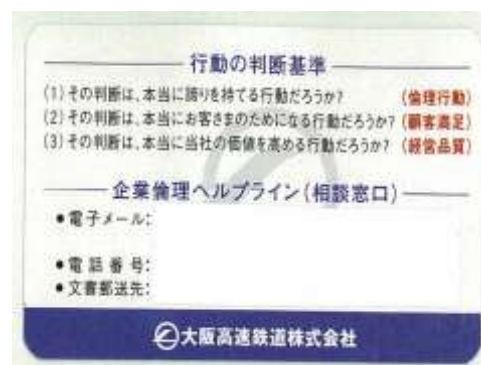 行動の判断基準
(1)その判断は、本当に誇りを持てる行動だろうか? (倫理行動)
(2)その判断は、本当にお客さまのためになる行動だろうか? (顧客満足)
(3)その判断は、本当に当社の価値を高める行動だろうか? (経営品質)
企業倫理ヘルプライン(相談窓口)
●電子メール:
●電話番号:
●文書郵送先:
大阪高速鉄道株式会社